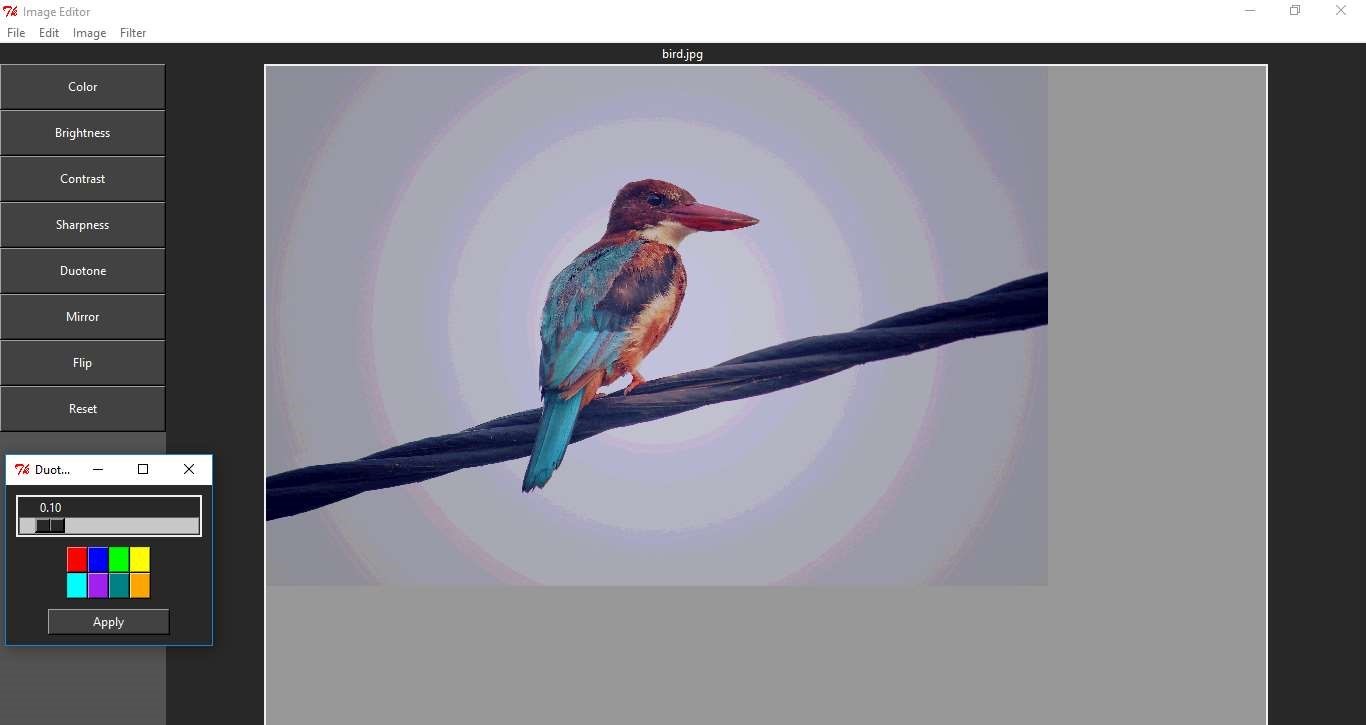 Image Editor
File Edit Image Filter
bird.jpg
Color
Brightness
Contrast
Sharpness
Duotone
Mirror
Flip
Reset
Duot...
0.10
Apply